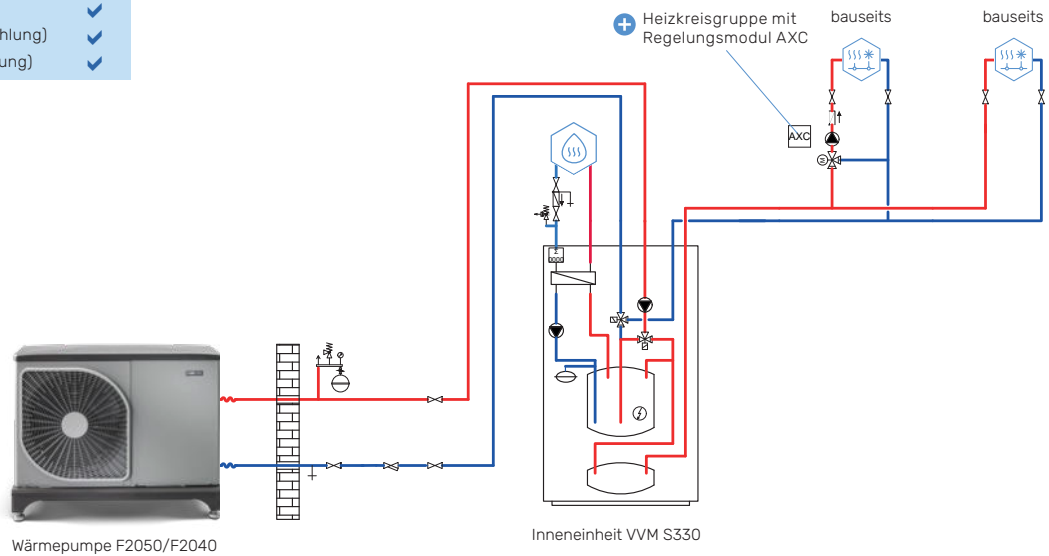 hlung)
ung)
Heizkreisgruppe mit
Regelungsmodul AXC
bauseits
bauseits
AXC
M
Wärmepumpe F2050/F2040
Inneneinheit VVM S330